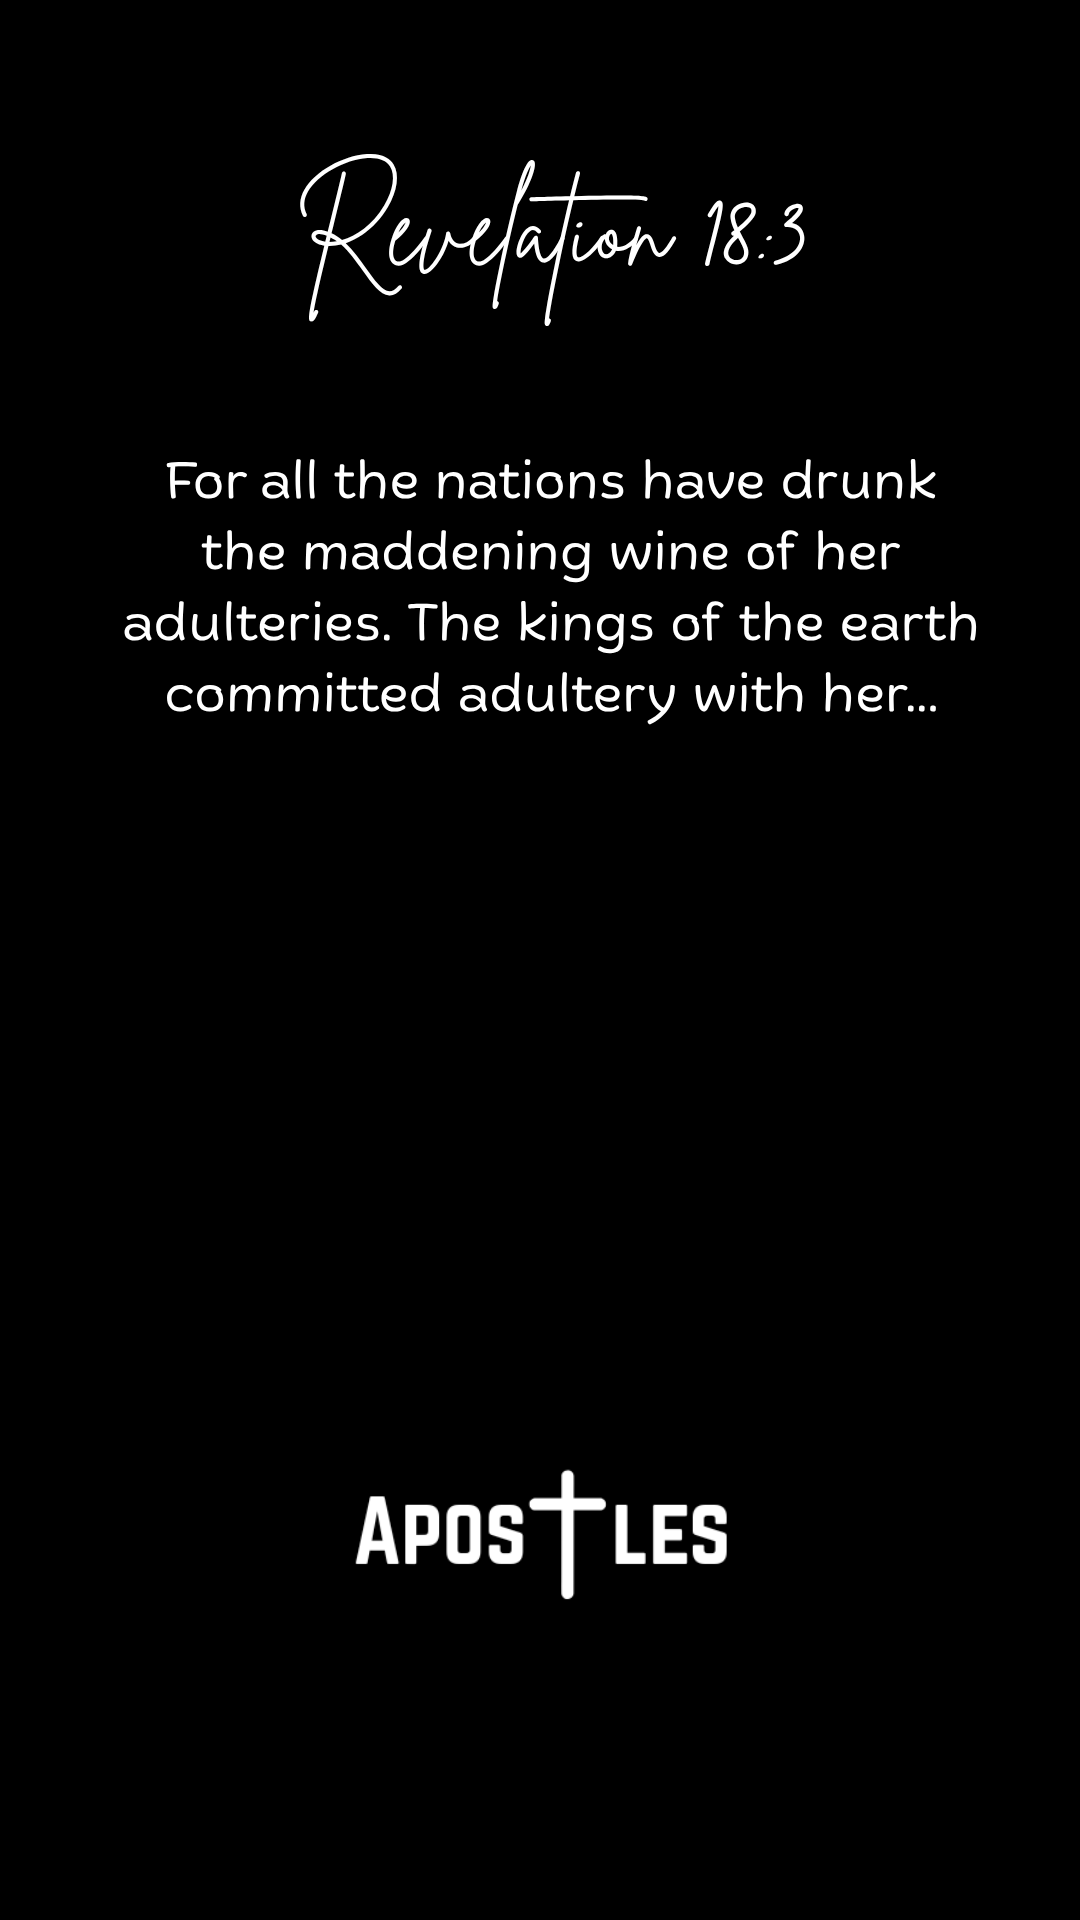 Revelation 18:3
For all the nations have drunk
the maddening wine of her
adulteries. The kings of the earth
committed adultery with her...
APOSTLES